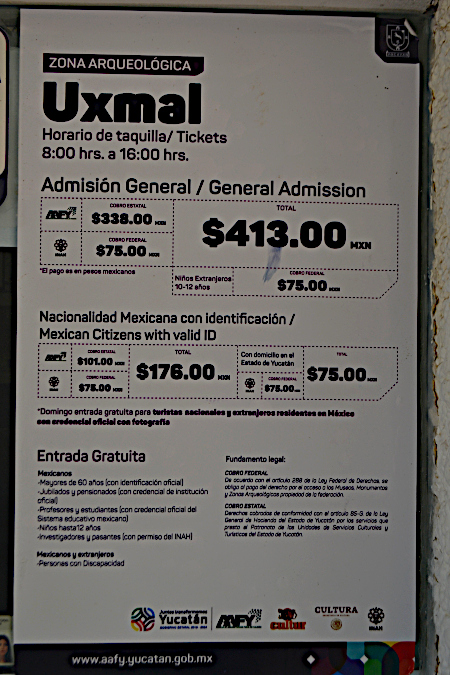 ZONA ARQUEOLÓGICA
Uxmal
Horario de taquilla/ Tickets
8:00 hrs. a 16:00 hrs.
Admisión General / General Admission
AAFY
COBRO ESTATAL
$338.00 MXN
INAH
COBRO FEDERAL
$75.00 MXN
TOTAL
$413.00 MXN
*El pago es en pesos mexicanos
Niños Extranjeros
10-12 años
COBRO FEDERAL
$75.00 MXN
Nacionalidad Mexicana con identificación /
Mexican Citizens with valid ID
AAFY
COBRO ESTATAL
$101.00 MXN
INAH
COBRO FEDERAL
$75.00 MXN
TOTAL
$176.00 MXN
Con domicilio en el
Estado de Yucatán
INAH
COBRO FEDERAL
$75.00
TOTAL
$75.00 MXN
*Domingo entrada gratuita para turistas nacionales y extranjeros residentes en México
con credencial oficial con fotografía
Entrada Gratuita
Mexicanos
-Mayores de 60 años (con identificación oficial)
-Jubilados y pensionados (con credencial de institución
oficial)
-Profesores y estudiantes (con credencial oficial del
Sistema educativo mexicano)
-Niños hasta12 años
-Investigadores y pasantes (con permiso del INAH)
Mexicanos y extranjeros
-Personas con Discapacidad
Fundamento legal:
COBRO FEDERAL
De acuerdo con el artículo 288 de la Ley Federal de Derechos, se
obliga al pago del derecho por el acceso a los Museos, Monumentos
y Zonas Arqueológicas propiedad de la federación.
COBRO ESTATAL
Derechos cobrados de conformidad con el artículo 85-G de la Ley
General de Hacienda del Estado de Yucatán por los servicios que
presta el Patronato de las Unidades de Servicios Culturales y
Turísticos del Estado de Yucatán.
Juntos transformemos
Yucatán
AAFY
cultur
CULTURA
INAH
www.aafy.yucatan.gob.mx